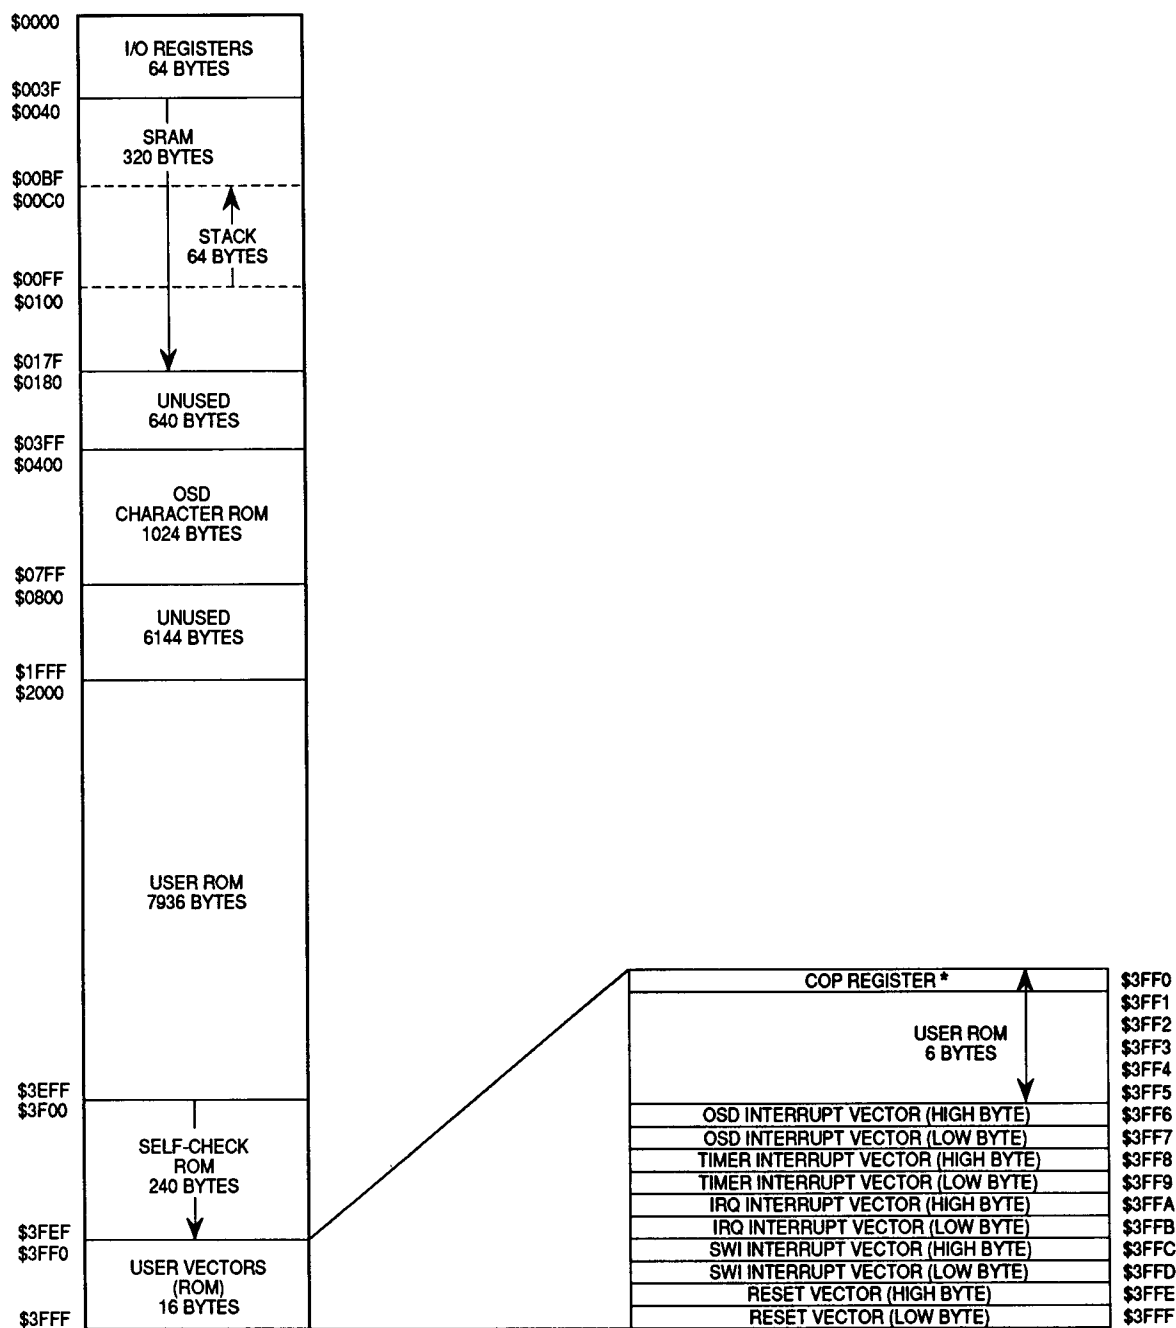 $0000
I/O REGISTERS
64 BYTES
$003F
$0040
SRAM
320 BYTES
$00BF
$00C0
STACK
64 BYTES
$00FF
$0100
$017F
$0180
UNUSED
640 BYTES
$03FF
$0400
OSD
CHARACTER ROM
1024 BYTES
$07FF
$0800
UNUSED
6144 BYTES
$1FFF
$2000
USER ROM
7936 BYTES
$3EFF
$3F00
SELF-CHECK
ROM
240 BYTES
$3FEF
$3FF0
USER VECTORS
(ROM)
16 BYTES
$3FFF
COP REGISTER * $3FF0
$3FF1
$3FF2
USER ROM
6 BYTES
$3FF3
$3FF4
$3FF5
OSD INTERRUPT VECTOR (HIGH BYTE) $3FF6
OSD INTERRUPT VECTOR (LOW BYTE) $3FF7
TIMER INTERRUPT VECTOR (HIGH BYTE) $3FF8
TIMER INTERRUPT VECTOR (LOW BYTE) $3FF9
IRQ INTERRUPT VECTOR (HIGH BYTE) $3FFA
IRQ INTERRUPT VECTOR (LOW BYTE) $3FFB
SWI INTERRUPT VECTOR (HIGH BYTE) $3FFC
SWI INTERRUPT VECTOR (LOW BYTE) $3FFD
RESET VECTOR (HIGH BYTE) $3FFE
RESET VECTOR (LOW BYTE) $3FFF